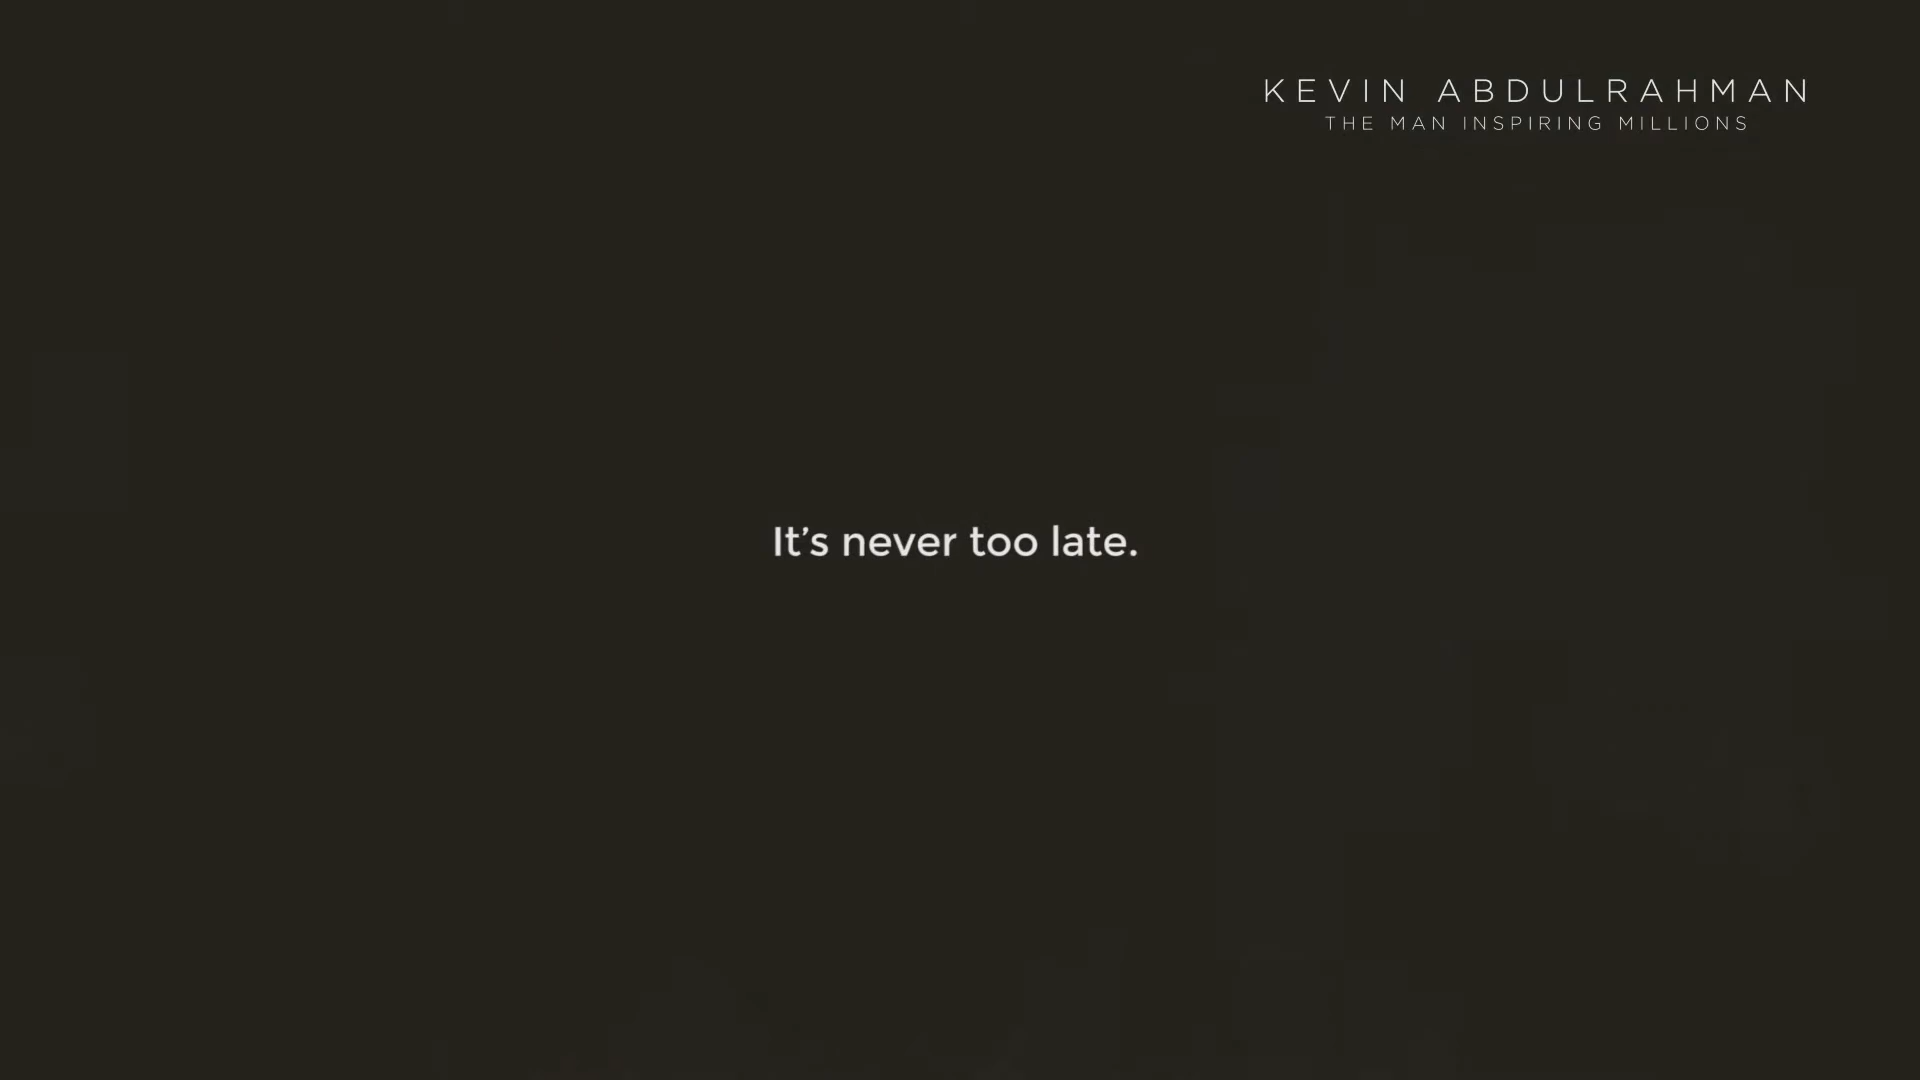 KEVIN ABDULRAHMAN
THE MAN INSPIRING MILLIONS
It’s never too late.